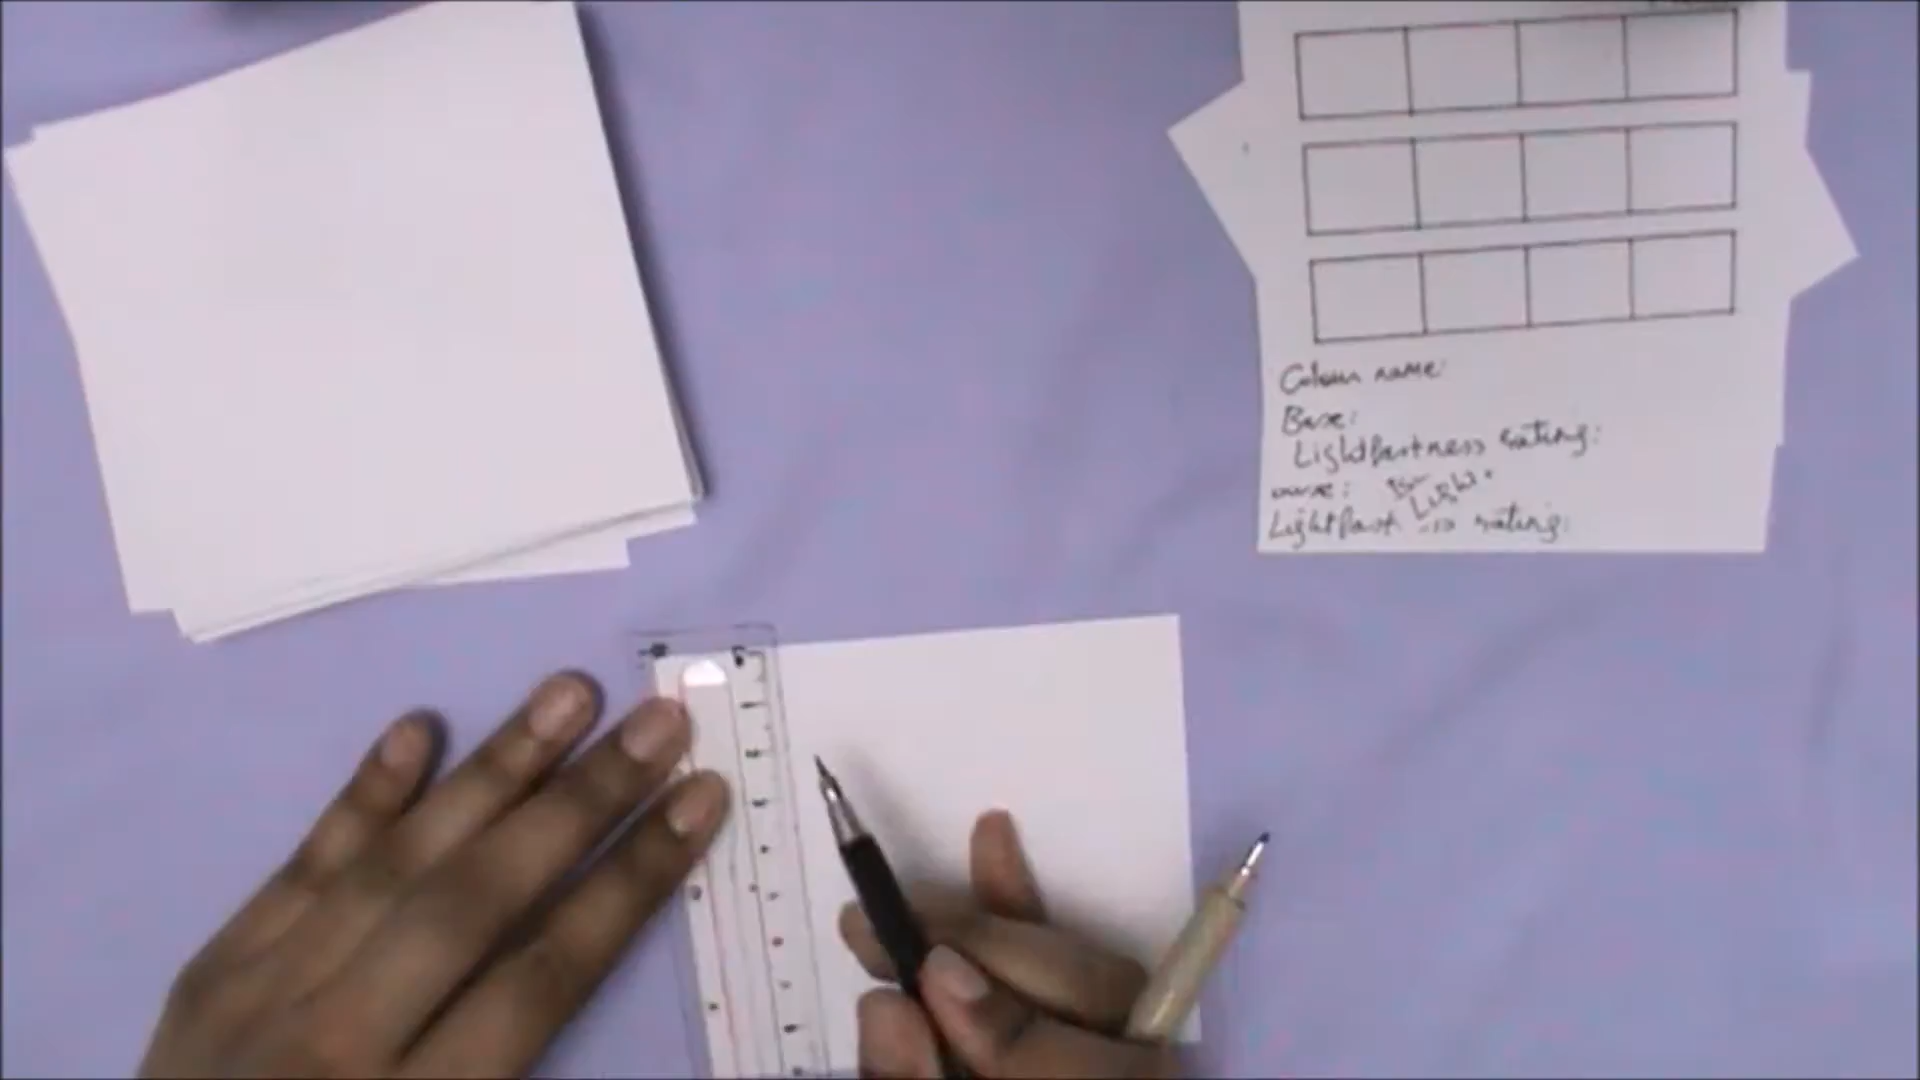 Colour name:
Base:
Lightfastness rating:
Light
Lightfast rating: